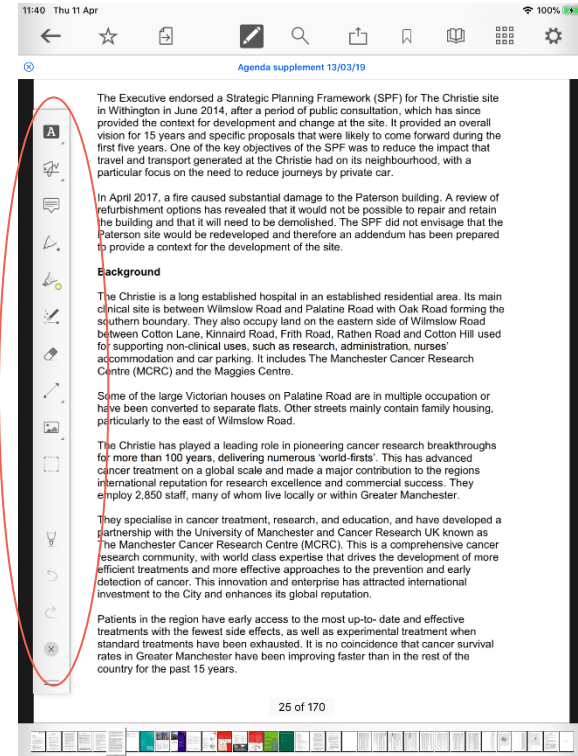 11:40 Thu 11 Apr
100%
Agenda supplement 13/03/19
The Executive endorsed a Strategic Planning Framework (SPF) for The Christie site
in Withington in June 2014, after a period of public consultation, which has since
provided the context for development and change at the site. It provided an overall
vision for 15 years and specific proposals that were likely to come forward during the
first five years. One of the key objectives of the SPF was to reduce the impact that
travel and transport generated at the Christie had on its neighbourhood, with a
particular focus on the need to reduce journeys by private car.
In April 2017, a fire caused substantial damage to the Paterson building. A review of
refurbishment options has revealed that it would not be possible to repair and retain
the building and that it will need to be demolished. The SPF did not envisage that the
Paterson site would be redeveloped and therefore an addendum has been prepared
to provide a context for the development of the site.
Background
The Christie is a long established hospital in an established residential area. Its main
clinical site is between Wilmslow Road and Palatine Road with Oak Road forming the
southern boundary. They also occupy land on the eastern side of Wilmslow Road
between Cotton Lane, Kinnaird Road, Frith Road, Rathen Road and Cotton Hill used
for supporting non-clinical uses, such as research, administration, nurses'
accommodation and car parking. It includes The Manchester Cancer Research
Centre (MCRC) and the Maggies Centre.
Some of the large Victorian houses on Palatine Road are in multiple occupation or
have been converted to separate flats. Other streets mainly contain family housing,
particularly to the east of Wilmslow Road.
The Christie has played a leading role in pioneering cancer research breakthroughs
for more than 100 years, delivering numerous 'world-firsts'. This has advanced
cancer treatment on a global scale and made a major contribution to the regions
international reputation for research excellence and commercial success. They
employ 2,850 staff, many of whom live locally or within Greater Manchester.
They specialise in cancer treatment, research, and education, and have developed a
partnership with the University of Manchester and Cancer Research UK known as
The Manchester Cancer Research Centre (MCRC). This is a comprehensive cancer
research community, with world class expertise that drives the development of more
efficient treatments and more effective approaches to the prevention and early
detection of cancer. This innovation and enterprise has attracted international
investment to the City and enhances its global reputation.
Patients in the region have early access to the most up-to- date and effective
treatments with the fewest side effects, as well as experimental treatment when
standard treatments have been exhausted. It is no coincidence that cancer survival
rates in Greater Manchester have been improving faster than in the rest of the
country for the past 15 years.
25 of 170